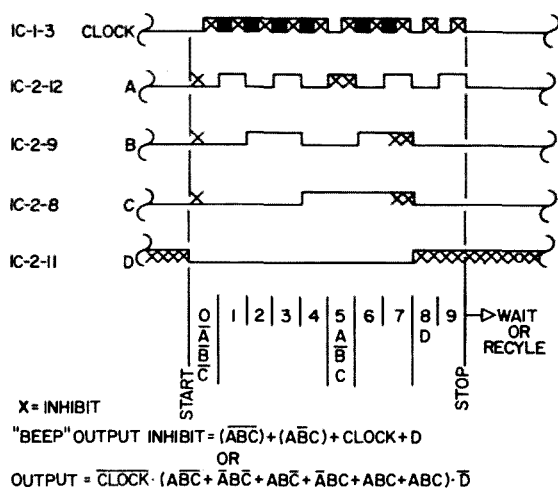 IC-1-3 CLOCK
IC-2-12 A
IC-2-9 B
IC-2-8 C
IC-2-11 D
0 1 2 3 4 5 6 7 8 9 WAIT
A̅ A D OR
B̅ B̅ RECYLE
C̅ C
START
STOP
X = INHIBIT
"BEEP" OUTPUT INHIBIT = (A̅B̅C̅) + (AB̅C) + CLOCK + D
OR
OUTPUT = C̅L̅O̅C̅K̅ · (AB̅C̅ + A̅BC̅ + ABC̅ + A̅BC + ABC + ABC) · D̅